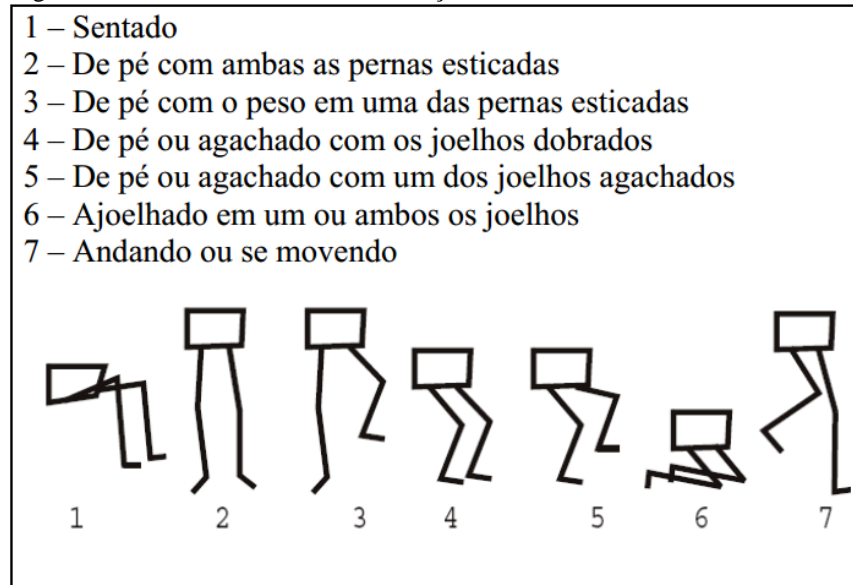 1 – Sentado
2 – De pé com ambas as pernas esticadas
3 – De pé com o peso em uma das pernas esticadas
4 – De pé ou agachado com os joelhos dobrados
5 – De pé ou agachado com um dos joelhos agachados
6 – Ajoelhado em um ou ambos os joelhos
7 – Andando ou se movendo
1 2 3 4 5 6 7